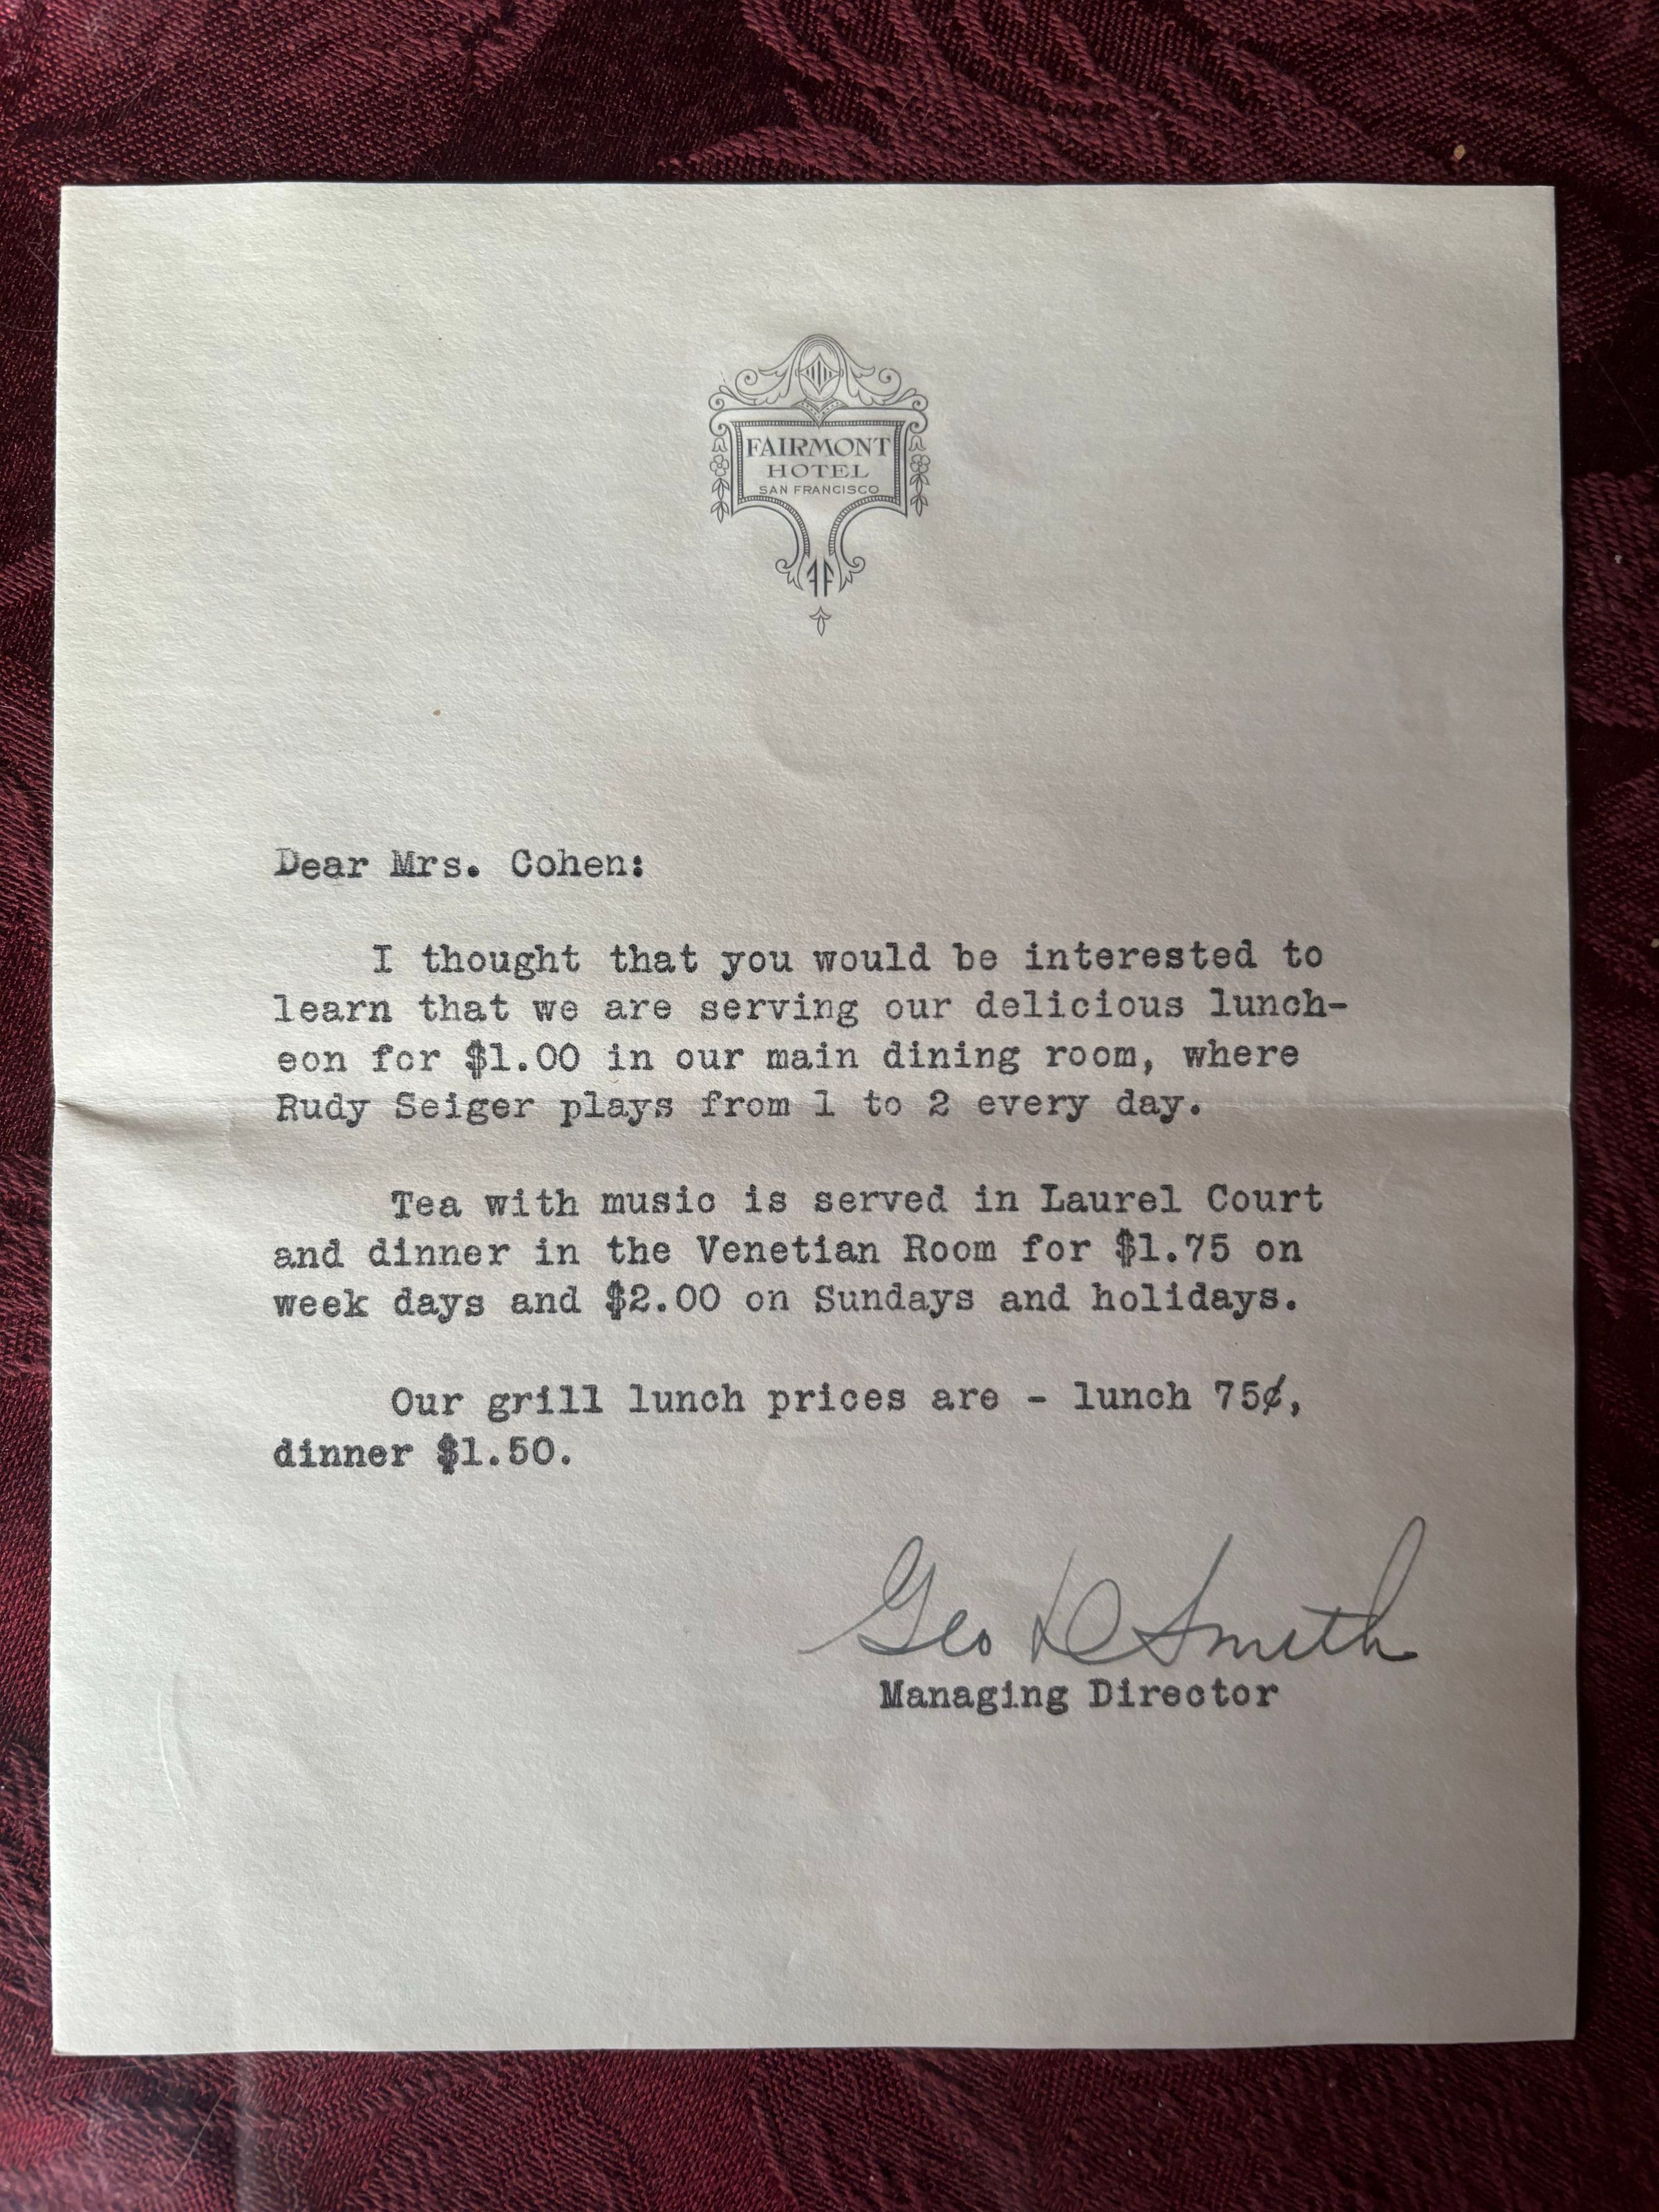 FAIRMONT
HOTEL
SAN FRANCISCO
Dear Mrs. Cohen:
I thought that you would be interested to
learn that we are serving our delicious lunch-
eon for $1.00 in our main dining room, where
Rudy Seiger plays from 1 to 2 every day.
Tea with music is served in Laurel Court
and dinner in the Venetian Room for $1.75 on
week days and $2.00 on Sundays and holidays.
Our grill lunch prices are - lunch 75¢,
dinner $1.50.
Geo D Smith
Managing Director